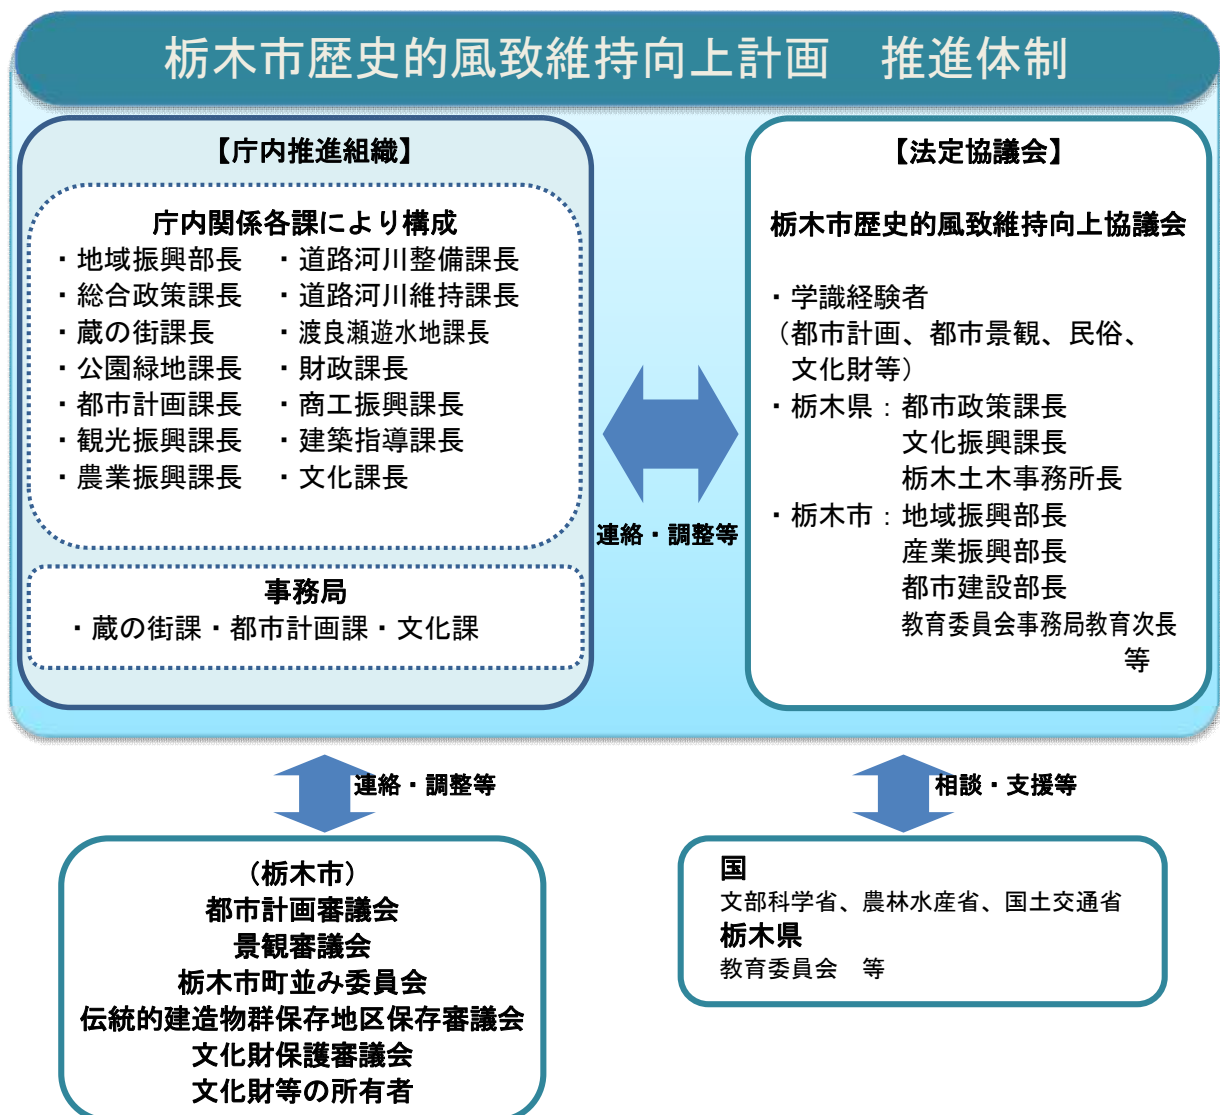 栃木市歴史的風致維持向上計画　推進体制
【庁内推進組織】
庁内関係各課により構成
・地域振興部長　・道路河川整備課長
・総合政策課長　・道路河川維持課長
・蔵の街課長　・渡良瀬遊水地課長
・公園緑地課長　・財政課長
・都市計画課長　・商工振興課長
・観光振興課長　・建築指導課長
・農業振興課長　・文化課長
事務局
・蔵の街課・都市計画課・文化課
連絡・調整等
【法定協議会】
栃木市歴史的風致維持向上協議会
・学識経験者
（都市計画、都市景観、民俗、
文化財等）
・栃木県：都市政策課長
文化振興課長
栃木土木事務所長
・栃木市：地域振興部長
産業振興部長
都市建設部長
教育委員会事務局教育次長
等
連絡・調整等
（栃木市）
都市計画審議会
景観審議会
栃木市町並み委員会
伝統的建造物群保存地区保存審議会
文化財保護審議会
文化財等の所有者
相談・支援等
国
文部科学省、農林水産省、国土交通省
栃木県
教育委員会　等